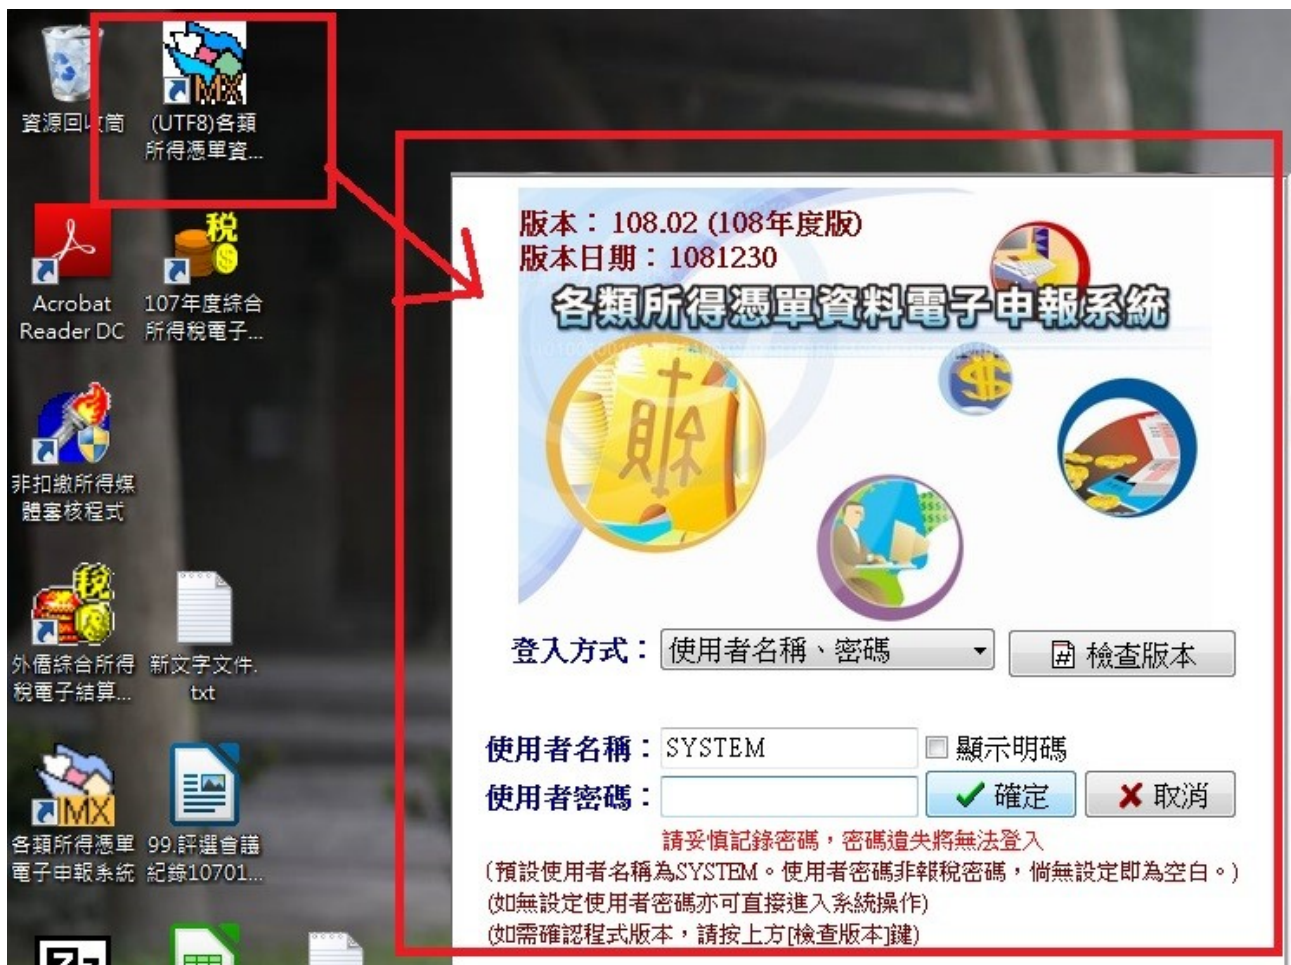 資源回收筒
MX
(UTF8)各類
所得憑單資...
Acrobat
Reader DC
稅
$
107年度綜合
所得稅電子...
非扣繳所得媒
體審核程式
稅
外僑綜合所得
稅電子結算...
新文字文件.
txt
MX
各類所得憑單
電子申報系統
99.評選會議
紀錄10701...
版本：108.02 (108年度版)
版本日期：1081230
各類所得憑單資料電子申報系統
財
$
登入方式：
使用者名稱、密碼
檢查版本
使用者名稱：
SYSTEM
顯示明碼
使用者密碼：
確定
取消
請妥慎記錄密碼，密碼遺失將無法登入
(預設使用者名稱為SYSTEM。使用者密碼非報稅密碼，倘無設定即為空白。)
(如無設定使用者密碼亦可直接進入系統操作)
(如需確認程式版本，請按上方[檢查版本]鍵)